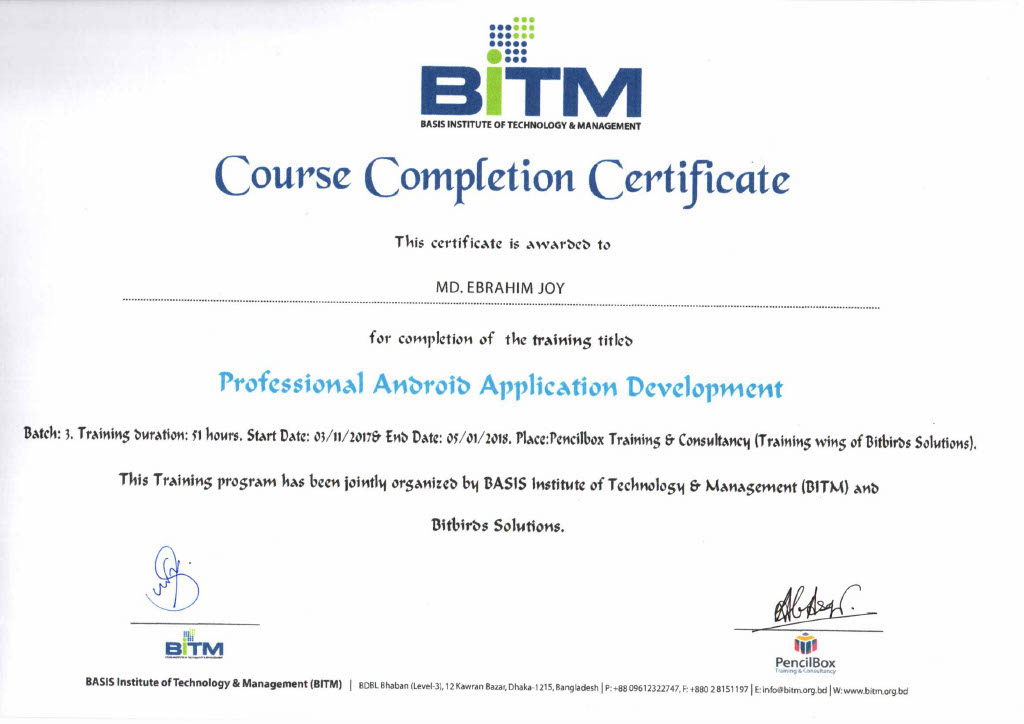 BiTM
BASIS INSTITUTE OF TECHNOLOGY & MANAGEMENT
Course Completion Certificate
This certificate is awarded to
MD. EBRAHIM JOY
for completion of the training titled
Professional Android Application Development
Batch: 3. Training duration: 51 hours. Start Date: 03/11/2017& End Date: 05/01/2018. Place:Pencilbox Training & Consultancy (Training wing of Bitbirds Solutions).
This Training program has been jointly organized by BASIS Institute of Technology & Management (BITM) and
Bitbirds Solutions.
BiTM
PencilBox
Training & Consultancy
BASIS Institute of Technology & Management (BITM) | BDBL Bhaban (Level-3), 12 Kawran Bazar, Dhaka-1215, Bangladesh | P: +88 09612322747, F: +880 2 8151197 | E: info@bitm.org.bd | W: www.bitm.org.bd